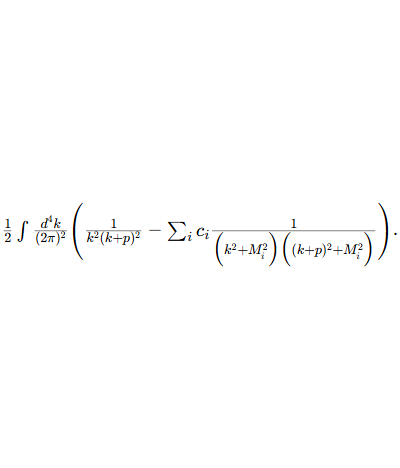 $\frac{1}{2} \int \frac{d^4 k}{(2\pi)^2} \left( \frac{1}{k^2 (k+p)^2} - \sum_i c_i \frac{1}{\left( k^2 + M_i^2 \right) \left( (k+p)^2 + M_i^2 \right)} \right).$